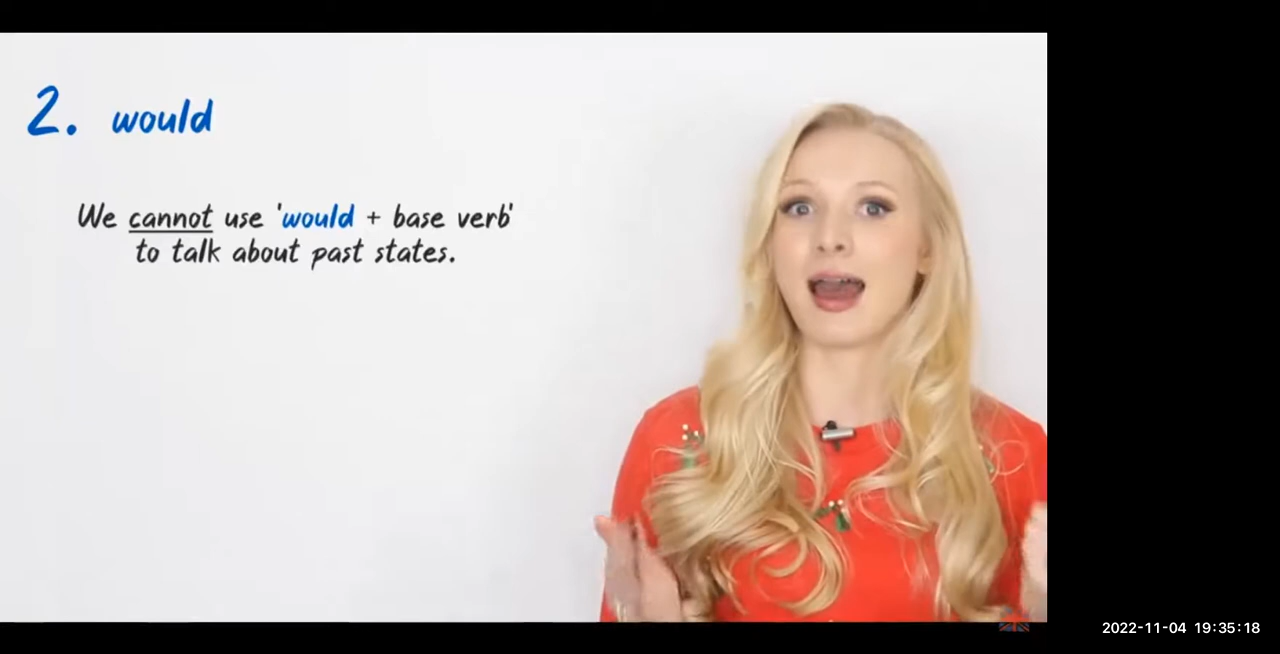 2. would
We cannot use 'would + base verb'
to talk about past states.
2022-11-04 19:35:18